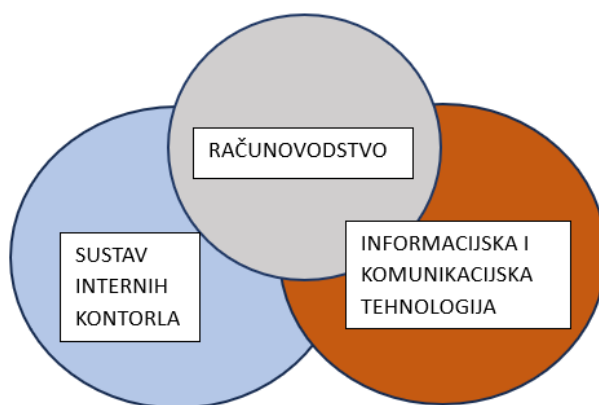 RAČUNOVODSTVO
SUSTAV
INTERNIH
KONTORLA
INFORMACIJSKA I
KOMUNIKACIJSKA
TEHNOLOGIJA